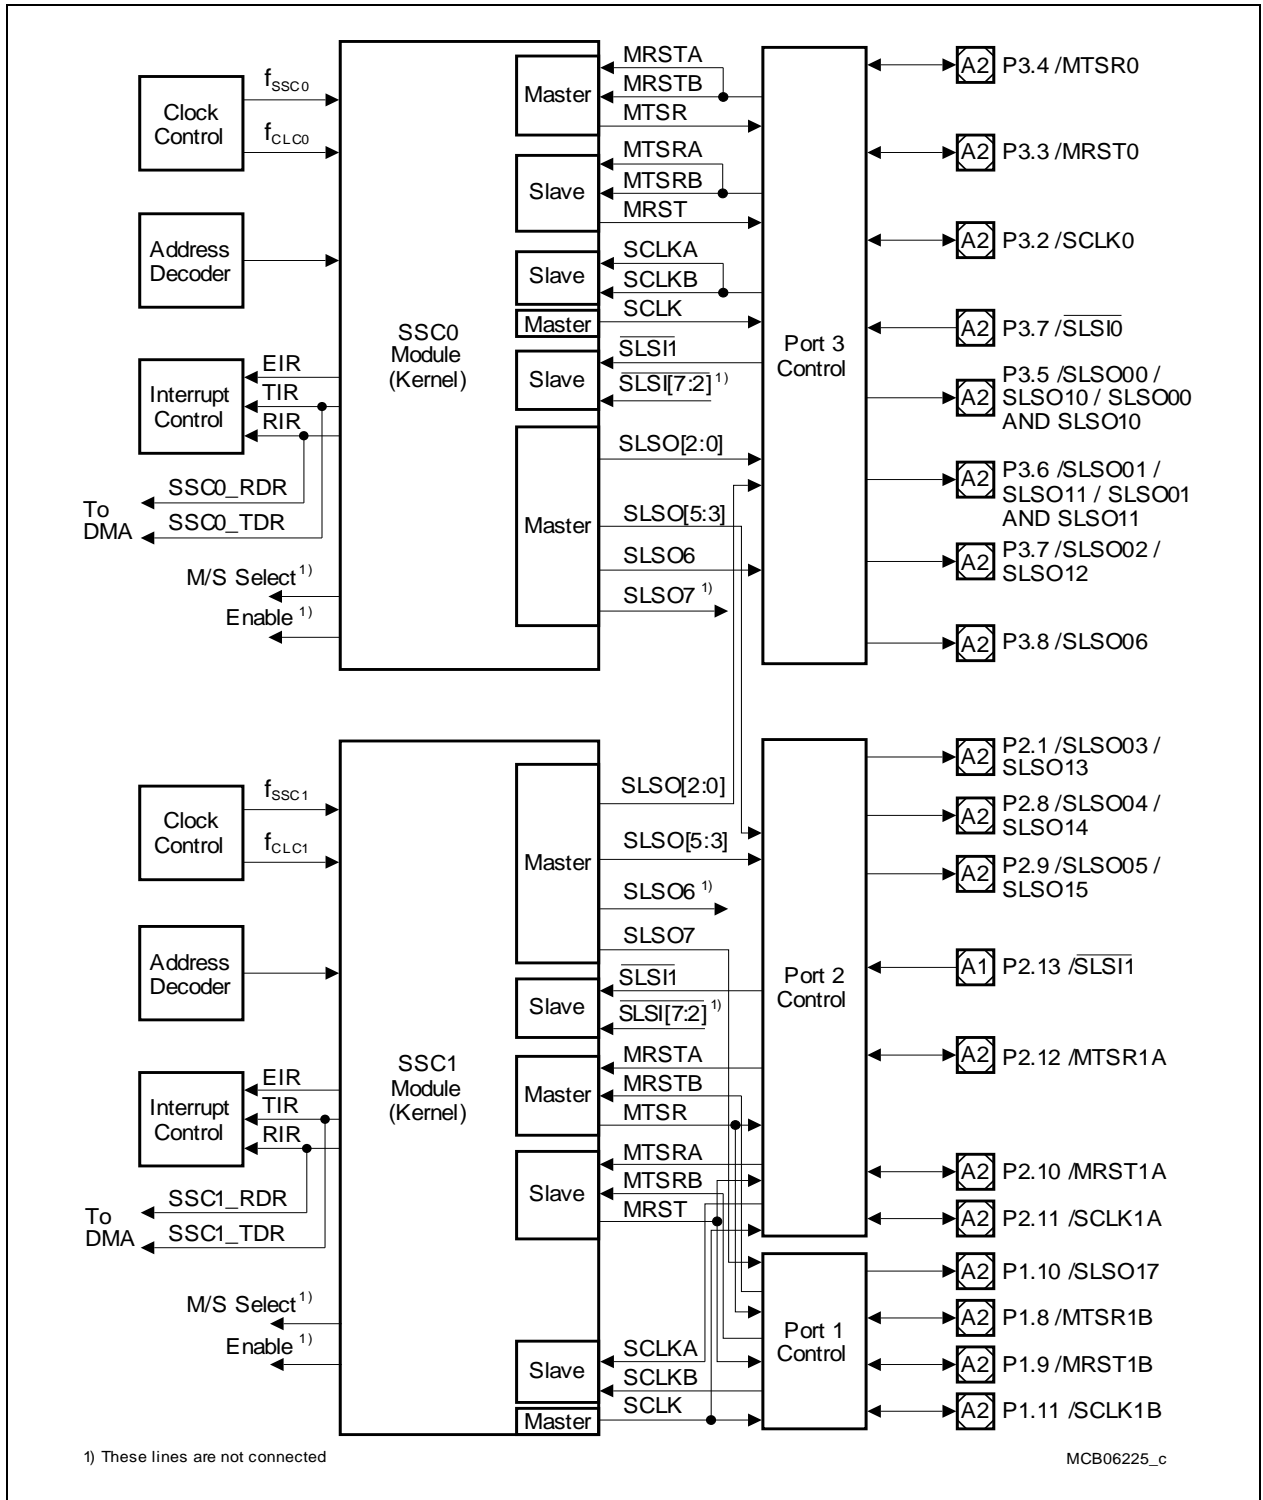 Clock
Control
fSSC0
fCLC0
Address
Decoder
Interrupt
Control
EIR
TIR
RIR
To
DMA
SSC0_RDR
SSC0_TDR
M/S Select 1)
Enable 1)
SSC0
Module
(Kernel)
Master
Slave
Slave
Master
Slave
Master
MRSTA
MRSTB
MTSR
MTSRA
MTSRB
MRST
SCLKA
SCLKB
SCLK
SLSI1
SLSI[7:2] 1)
SLSO[2:0]
SLSO[5:3]
SLSO6
SLSO7 1)
Port 3
Control
A2 P3.4 /MTSR0
A2 P3.3 /MRST0
A2 P3.2 /SCLK0
A2 P3.7 /SLSI0
A2 P3.5 /SLSO00 /
SLSO10 / SLSO00
AND SLSO10
A2 P3.6 /SLSO01 /
SLSO11 / SLSO01
AND SLSO11
A2 P3.7 /SLSO02 /
SLSO12
A2 P3.8 /SLSO06
Clock
Control
fSSC1
fCLC1
Address
Decoder
Interrupt
Control
EIR
TIR
RIR
To
DMA
SSC1_RDR
SSC1_TDR
M/S Select 1)
Enable 1)
SSC1
Module
(Kernel)
Master
Slave
Master
Slave
Slave
Master
SLSO[2:0]
SLSO[5:3]
SLSO6 1)
SLSO7
SLSI1
SLSI[7:2] 1)
MRSTA
MRSTB
MTSR
MTSRA
MTSRB
MRST
SCLKA
SCLKB
SCLK
Port 2
Control
Port 1
Control
A2 P2.1 /SLSO03 /
SLSO13
A2 P2.8 /SLSO04 /
SLSO14
A2 P2.9 /SLSO05 /
SLSO15
A1 P2.13 /SLSI1
A2 P2.12 /MTSR1A
A2 P2.10 /MRST1A
A2 P2.11 /SCLK1A
A2 P1.10 /SLSO17
A2 P1.8 /MTSR1B
A2 P1.9 /MRST1B
A2 P1.11 /SCLK1B
1) These lines are not connected
MCB06225_c